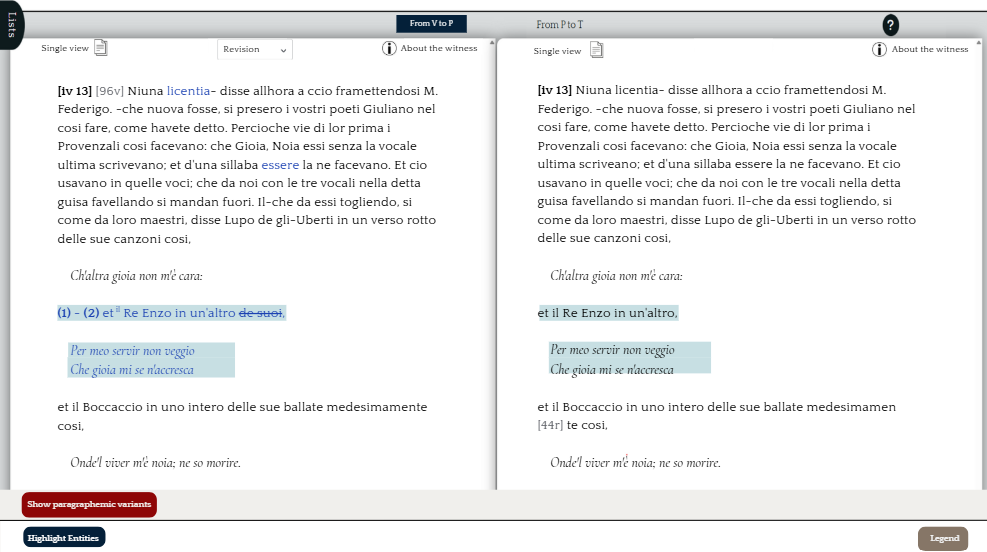 Lists
From V to P
From P to T
?
Single view
Revision
About the witness
[iv 13] [96v] Niuna licentia- disse allhora a ccio framettendosi M.
Federigo. -che nuova fosse, si presero i vostri poeti Giuliano nel
cosi fare, come havete detto. Percioche vie di lor prima i
Provenzali cosi facevano: che Gioia, Noia essi senza la vocale
ultima scrivevano; et d'una sillaba essere la ne facevano. Et cio
usavano in quelle voci; che da noi con le tre vocali nella detta
guisa favellando si mandan fuori. Il-che da essi togliendo, si
come da loro maestri, disse Lupo de gli-Uberti in un verso rotto
delle sue canzoni cosi,
Ch'altra gioia non m'è cara:
(1) - (2) et il Re Enzo in un'altro de suoi,
Per meo servir non veggio
Che gioia mi se n'accresca
et il Boccaccio in uno intero delle sue ballate medesimamente
cosi,
Onde'l viver m'è noia; ne so morire.
Single view
About the witness
[iv 13] Niuna licentia- disse allhora a ccio framettendosi M.
Federigo. -che nuova fosse, si presero i vostri poeti Giuliano nel
cosi fare, come havete detto. Percioche vie di lor prima i
Provenzali cosi facevano: che Gioia, Noia essi senza la vocale
ultima scriveano; et d'una sillaba essere la ne facevano. Et cio
usavano in quelle voci; che da noi con le tre vocali nella detta
guisa favellando si mandan fuori. Il-che da essi togliendo, si
come da loro maestri, disse Lupo de gli-Uberti in un verso rotto
delle sue canzoni cosi,
Ch'altra gioia non m'è cara:
et il Re Enzo in un'altro,
Per meo servir non veggio
Che gioia mi se n'accresca
et il Boccaccio in uno intero delle sue ballate medesimamen
[44r] te cosi,
Onde'l viver m'è noia; ne so morire.
Show paragraphemic variants
Highlight Entities
Legend